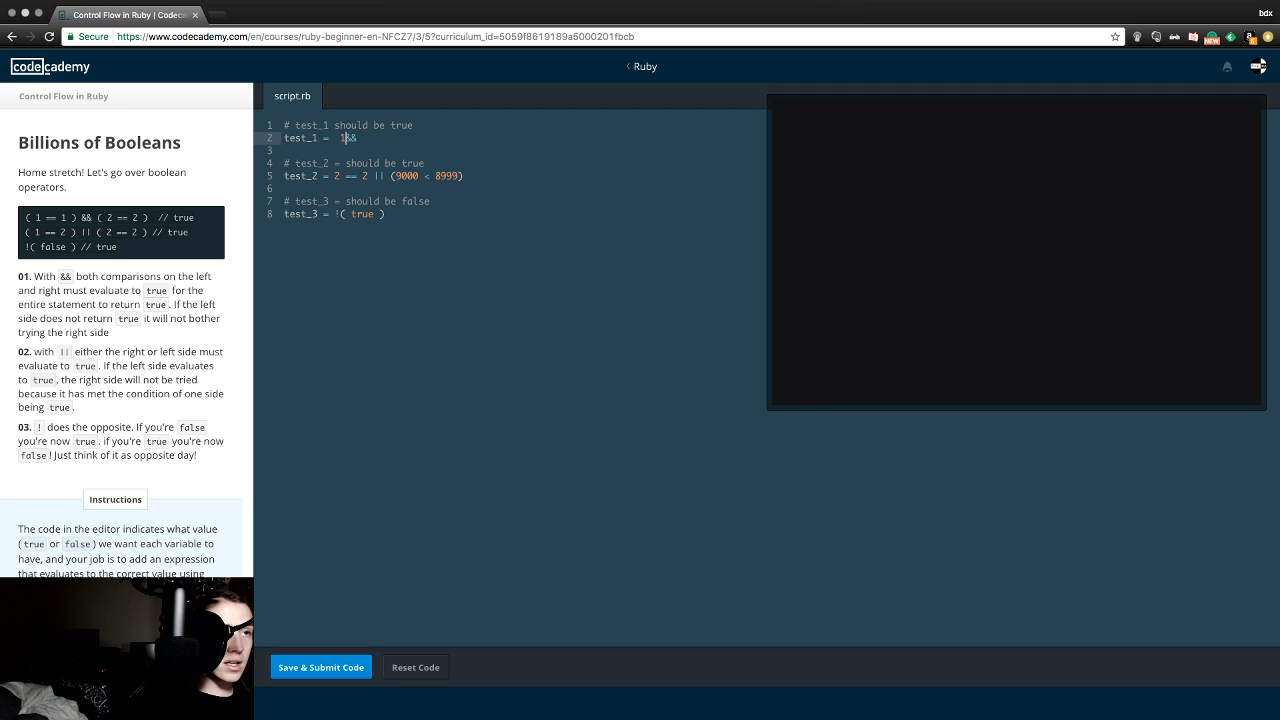 Control Flow in Ruby | Codeca
bdx
Secure
https://www.codecademy.com/en/courses/ruby-beginner-en-NFCZ7/3/5?curriculum_id=5059f8619189a5000201fbcb
codecademy
Ruby
Control Flow in Ruby
script.rb
Billions of Booleans
Home stretch! Let's go over boolean
operators.
( 1 == 1 ) && ( 2 == 2 ) // true
( 1 == 2 ) || ( 2 == 2 ) // true
!( false ) // true
01. With && both comparisons on the left
and right must evaluate to true for the
entire statement to return true. If the left
side does not return true it will not bother
trying the right side
02. with || either the right or left side must
evaluate to true. If the left side evaluates
to true, the right side will not be tried
because it has met the condition of one side
being true.
03. ! does the opposite. If you're false
you're now true. if you're true you're now
false! Just think of it as opposite day!
Instructions
The code in the editor indicates what value
(true or false) we want each variable to
have, and your job is to add an expression
that evaluates to the correct value using
1 # test_1 should be true
2 test_1 =  1&&
3
4 # test_2 = should be true
5 test_2 = 2 == 2 || (9000 < 8999)
6
7 # test_3 = should be false
8 test_3 = !( true )
Save & Submit Code
Reset Code